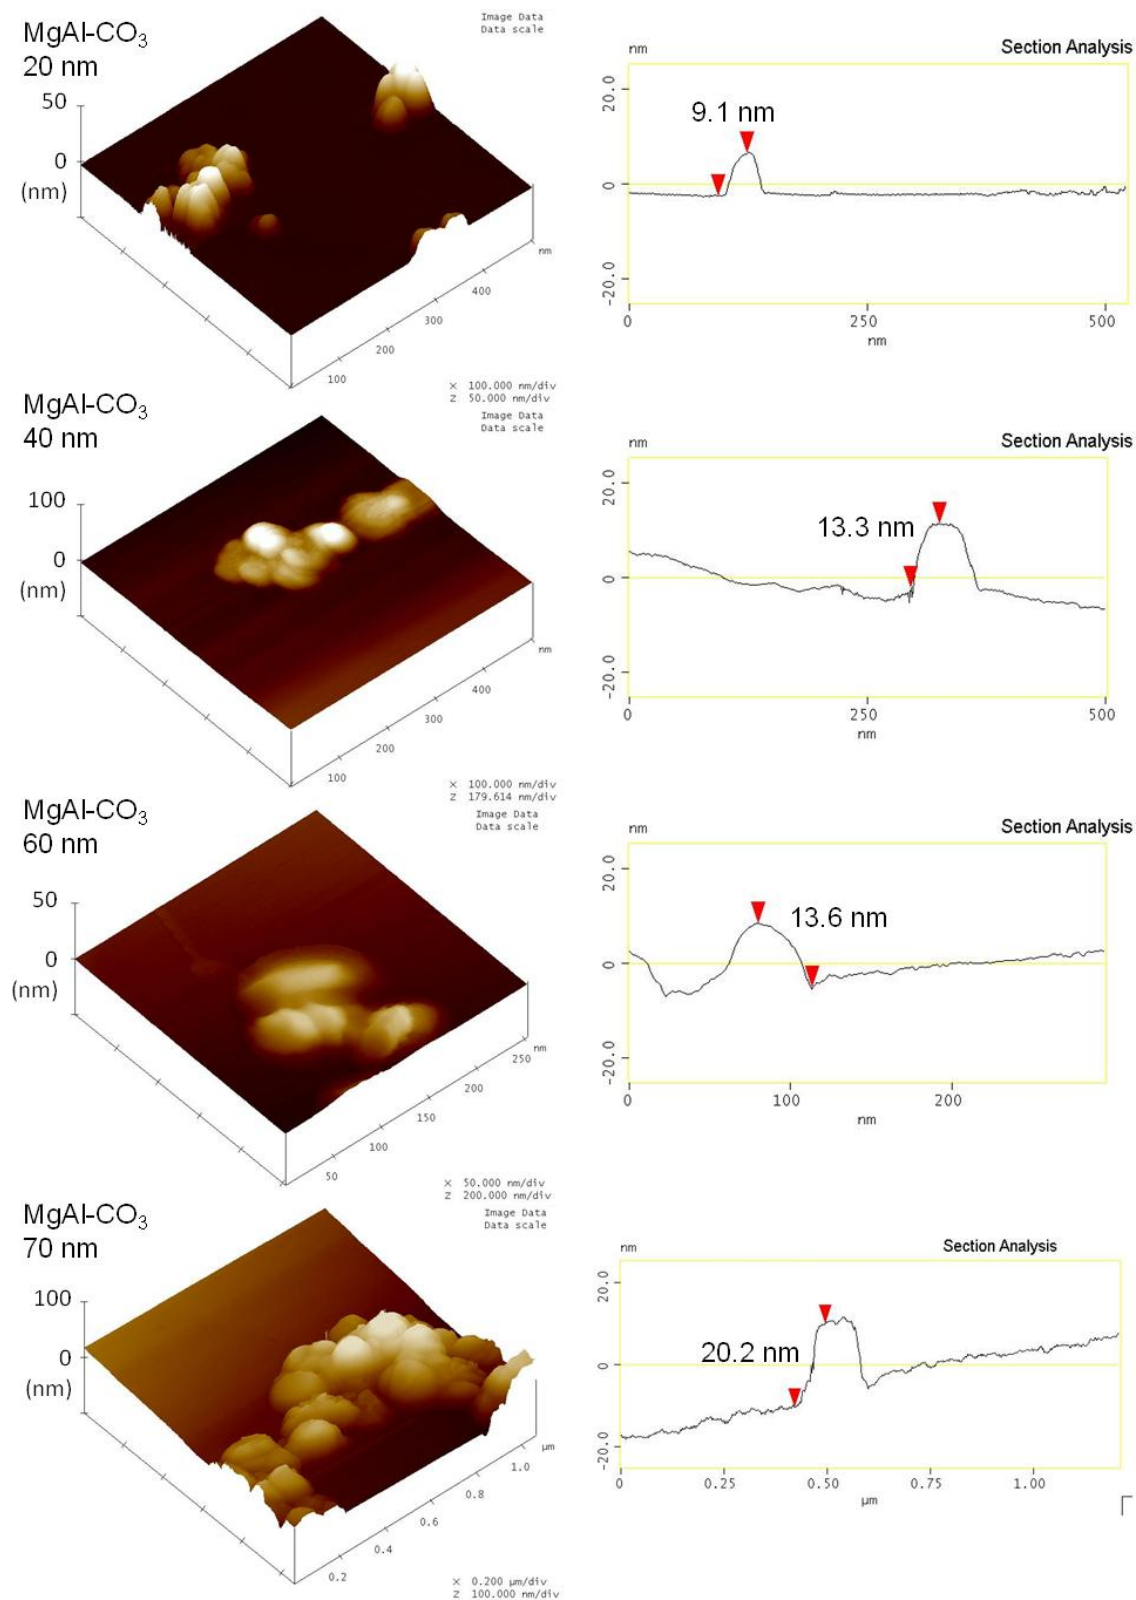 MgAl-CO3
20 nm
50
0
(nm)
Image Data
Data scale
100
200
300
400
nm
X 100.000 nm/div
Z 50.000 nm/div
nm
Section Analysis
20.0
0
-20.0
9.1 nm
0
250
500
nm
MgAl-CO3
40 nm
100
0
(nm)
Image Data
Data scale
100
200
300
400
nm
X 100.000 nm/div
Z 179.614 nm/div
nm
Section Analysis
20.0
0
-20.0
13.3 nm
0
250
500
nm
MgAl-CO3
60 nm
50
0
(nm)
Image Data
Data scale
50
100
150
200
250
nm
X 50.000 nm/div
Z 200.000 nm/div
nm
Section Analysis
20.0
0
-20.0
13.6 nm
0
100
200
nm
MgAl-CO3
70 nm
100
0
(nm)
Image Data
Data scale
0.2
0.4
0.6
0.8
1.0
µm
X 0.200 µm/div
Z 100.000 nm/div
nm
Section Analysis
20.0
0
-20.0
20.2 nm
0
0.25
0.50
0.75
1.00
µm